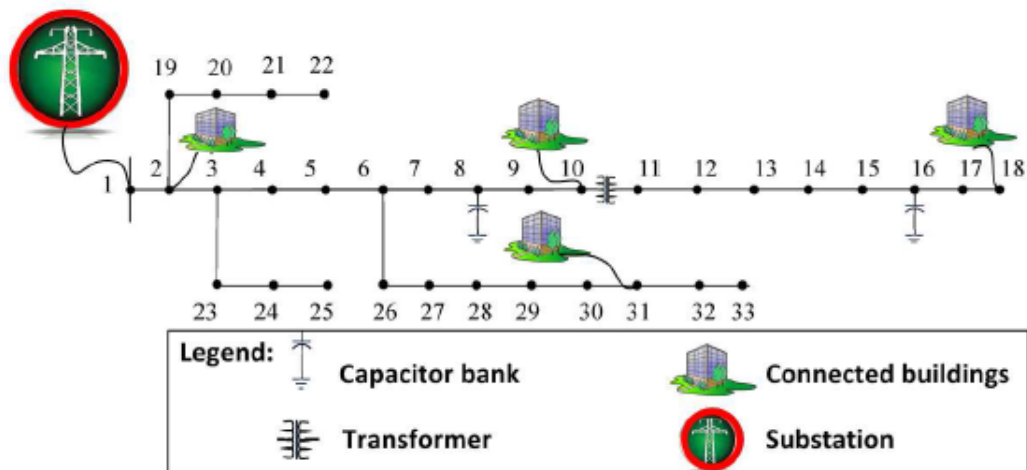 19 20 21 22
1 2 3 4 5 6 7 8 9 10 11 12 13 14 15 16 17 18
23 24 25 26 27 28 29 30 31 32 33
Legend:
Capacitor bank
Connected buildings
Transformer
Substation